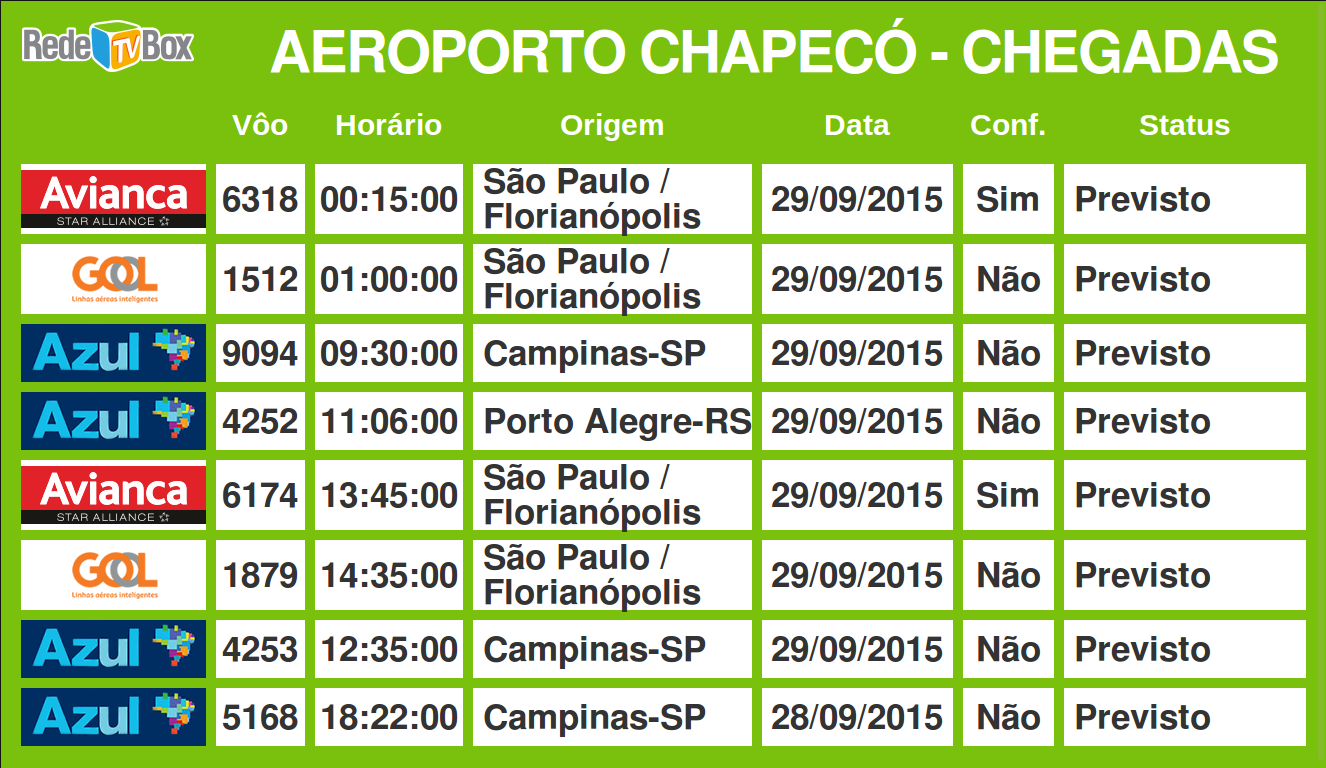 Rede TV Box
AEROPORTO CHAPECÓ - CHEGADAS
Vôo Horário Origem Data Conf. Status
Avianca STAR ALLIANCE 6318 00:15:00 São Paulo / Florianópolis 29/09/2015 Sim Previsto
GOL Linhas aéreas inteligentes 1512 01:00:00 São Paulo / Florianópolis 29/09/2015 Não Previsto
Azul 9094 09:30:00 Campinas-SP 29/09/2015 Não Previsto
Azul 4252 11:06:00 Porto Alegre-RS 29/09/2015 Não Previsto
Avianca STAR ALLIANCE 6174 13:45:00 São Paulo / Florianópolis 29/09/2015 Sim Previsto
GOL Linhas aéreas inteligentes 1879 14:35:00 São Paulo / Florianópolis 29/09/2015 Não Previsto
Azul 4253 12:35:00 Campinas-SP 29/09/2015 Não Previsto
Azul 5168 18:22:00 Campinas-SP 28/09/2015 Não Previsto